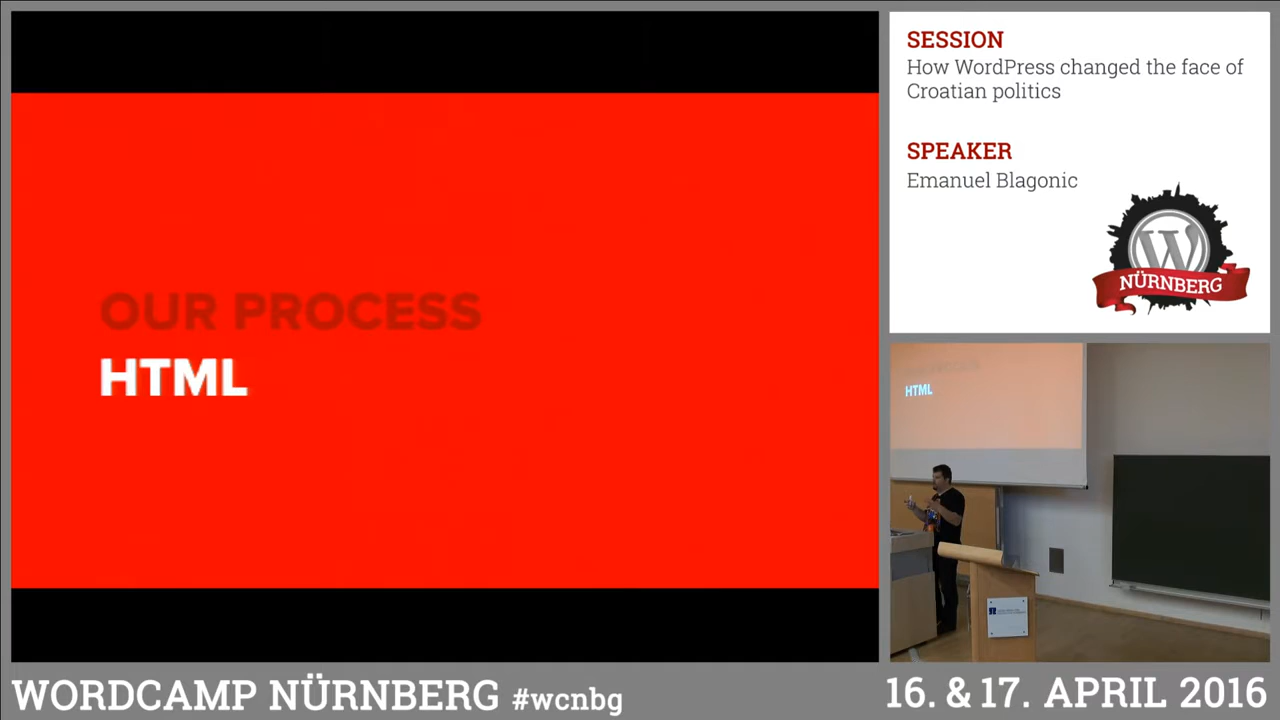 OUR PROCESS
HTML
SESSION
How WordPress changed the face of
Croatian politics
SPEAKER
Emanuel Blagonic
NÜRNBERG
HTML
WORDCAMP NÜRNBERG #wcnbg
16. & 17. APRIL 2016